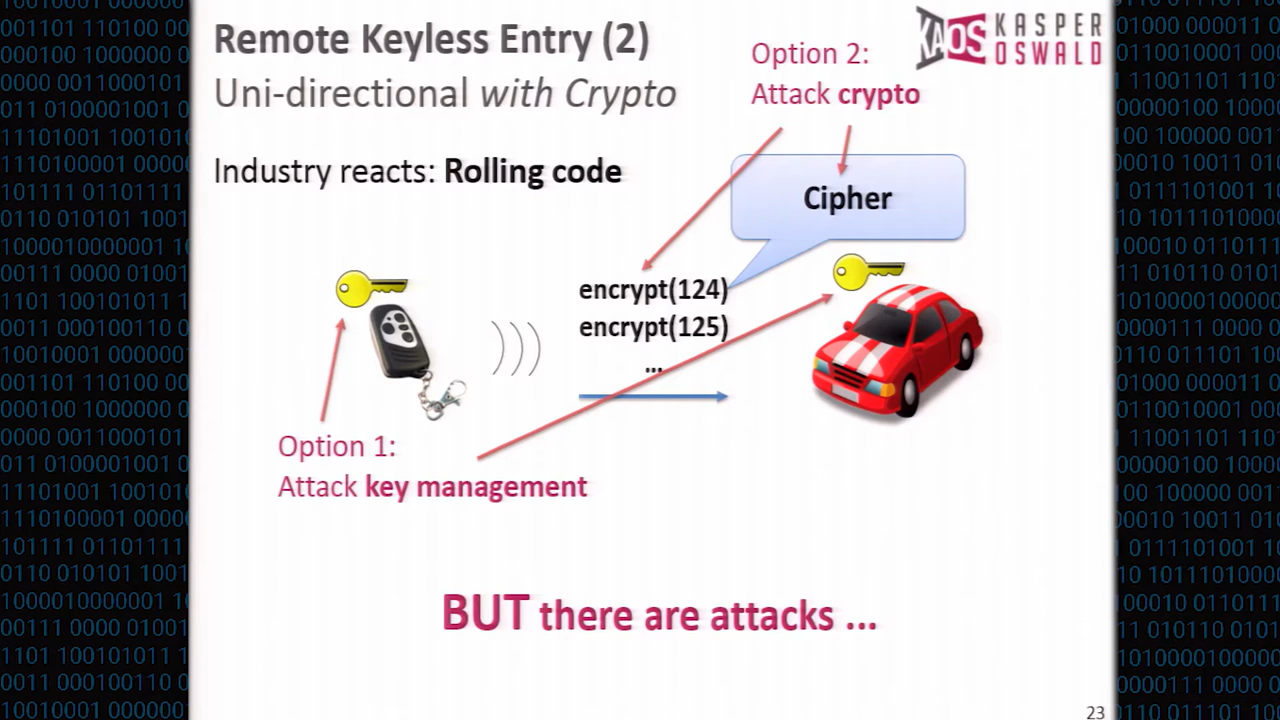 Remote Keyless Entry (2)
Uni-directional with Crypto
KAOS KASPER
OSWALD
Option 2:
Attack crypto
Industry reacts: Rolling code
Cipher
encrypt(124)
encrypt(125)
...
Option 1:
Attack key management
BUT there are attacks ...
23